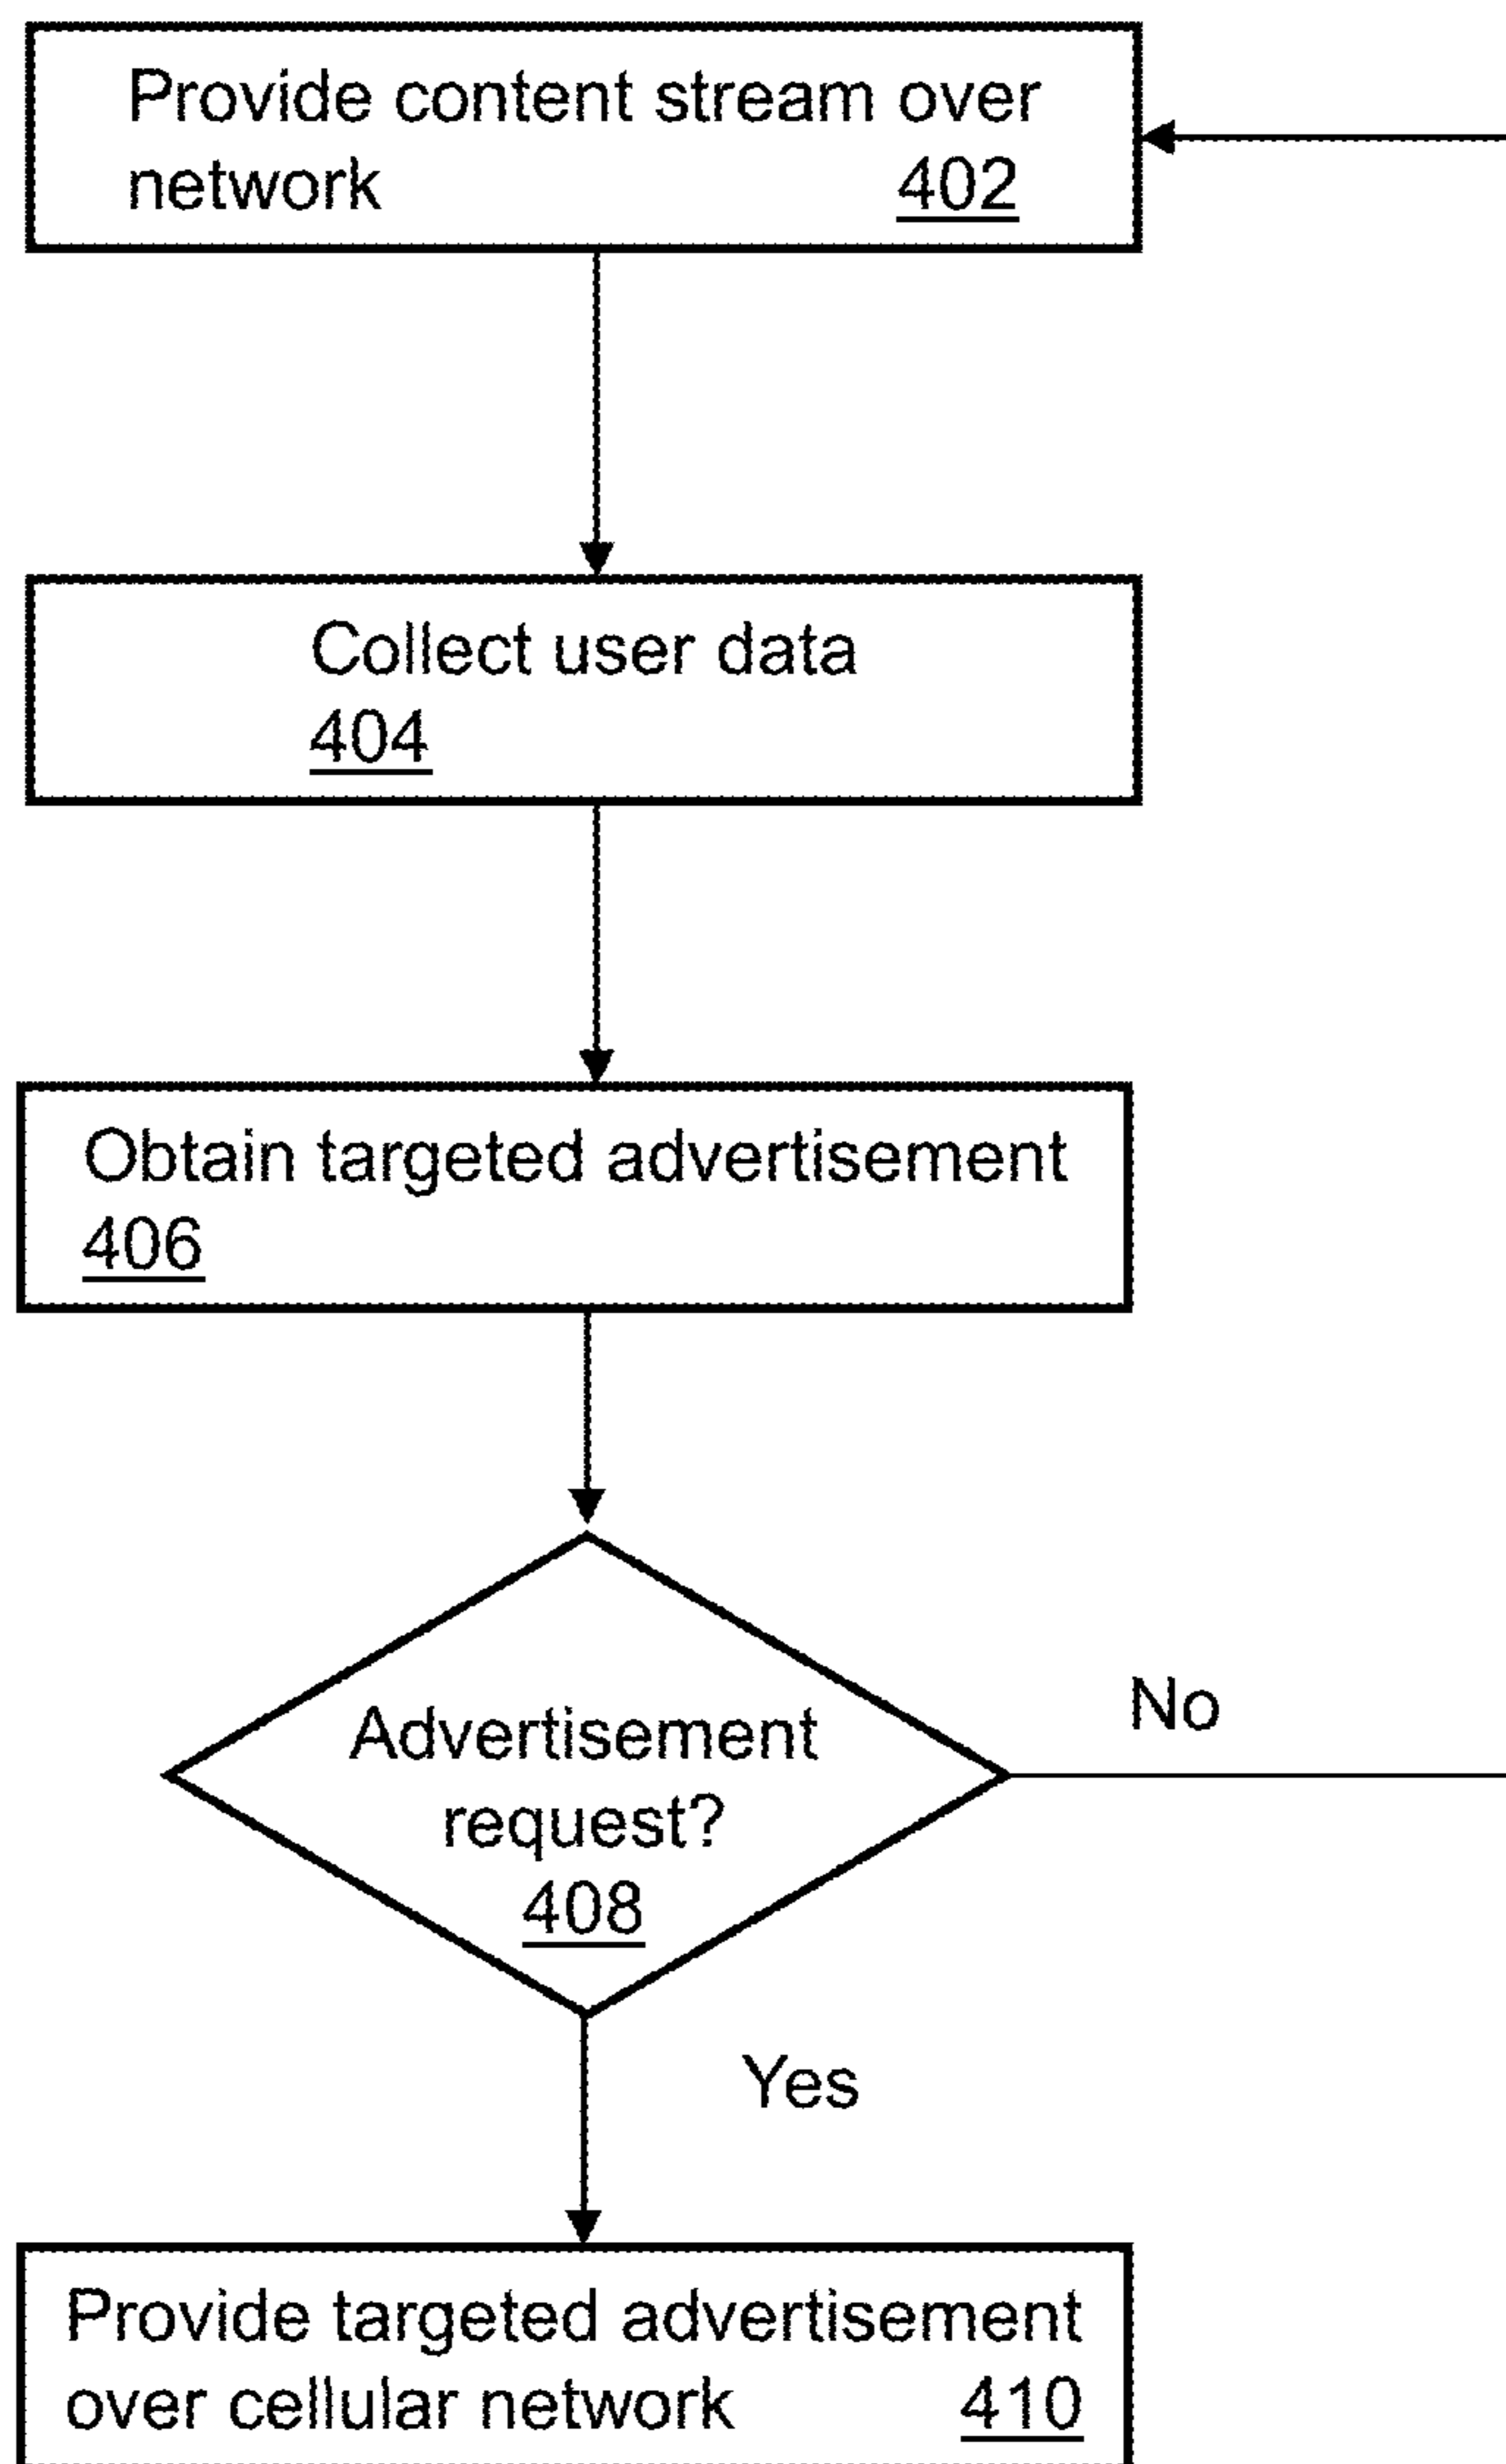 Provide content stream over
network 402
Collect user data
404
Obtain targeted advertisement
406
Advertisement
request?
408
No
Yes
Provide targeted advertisement
over cellular network 410